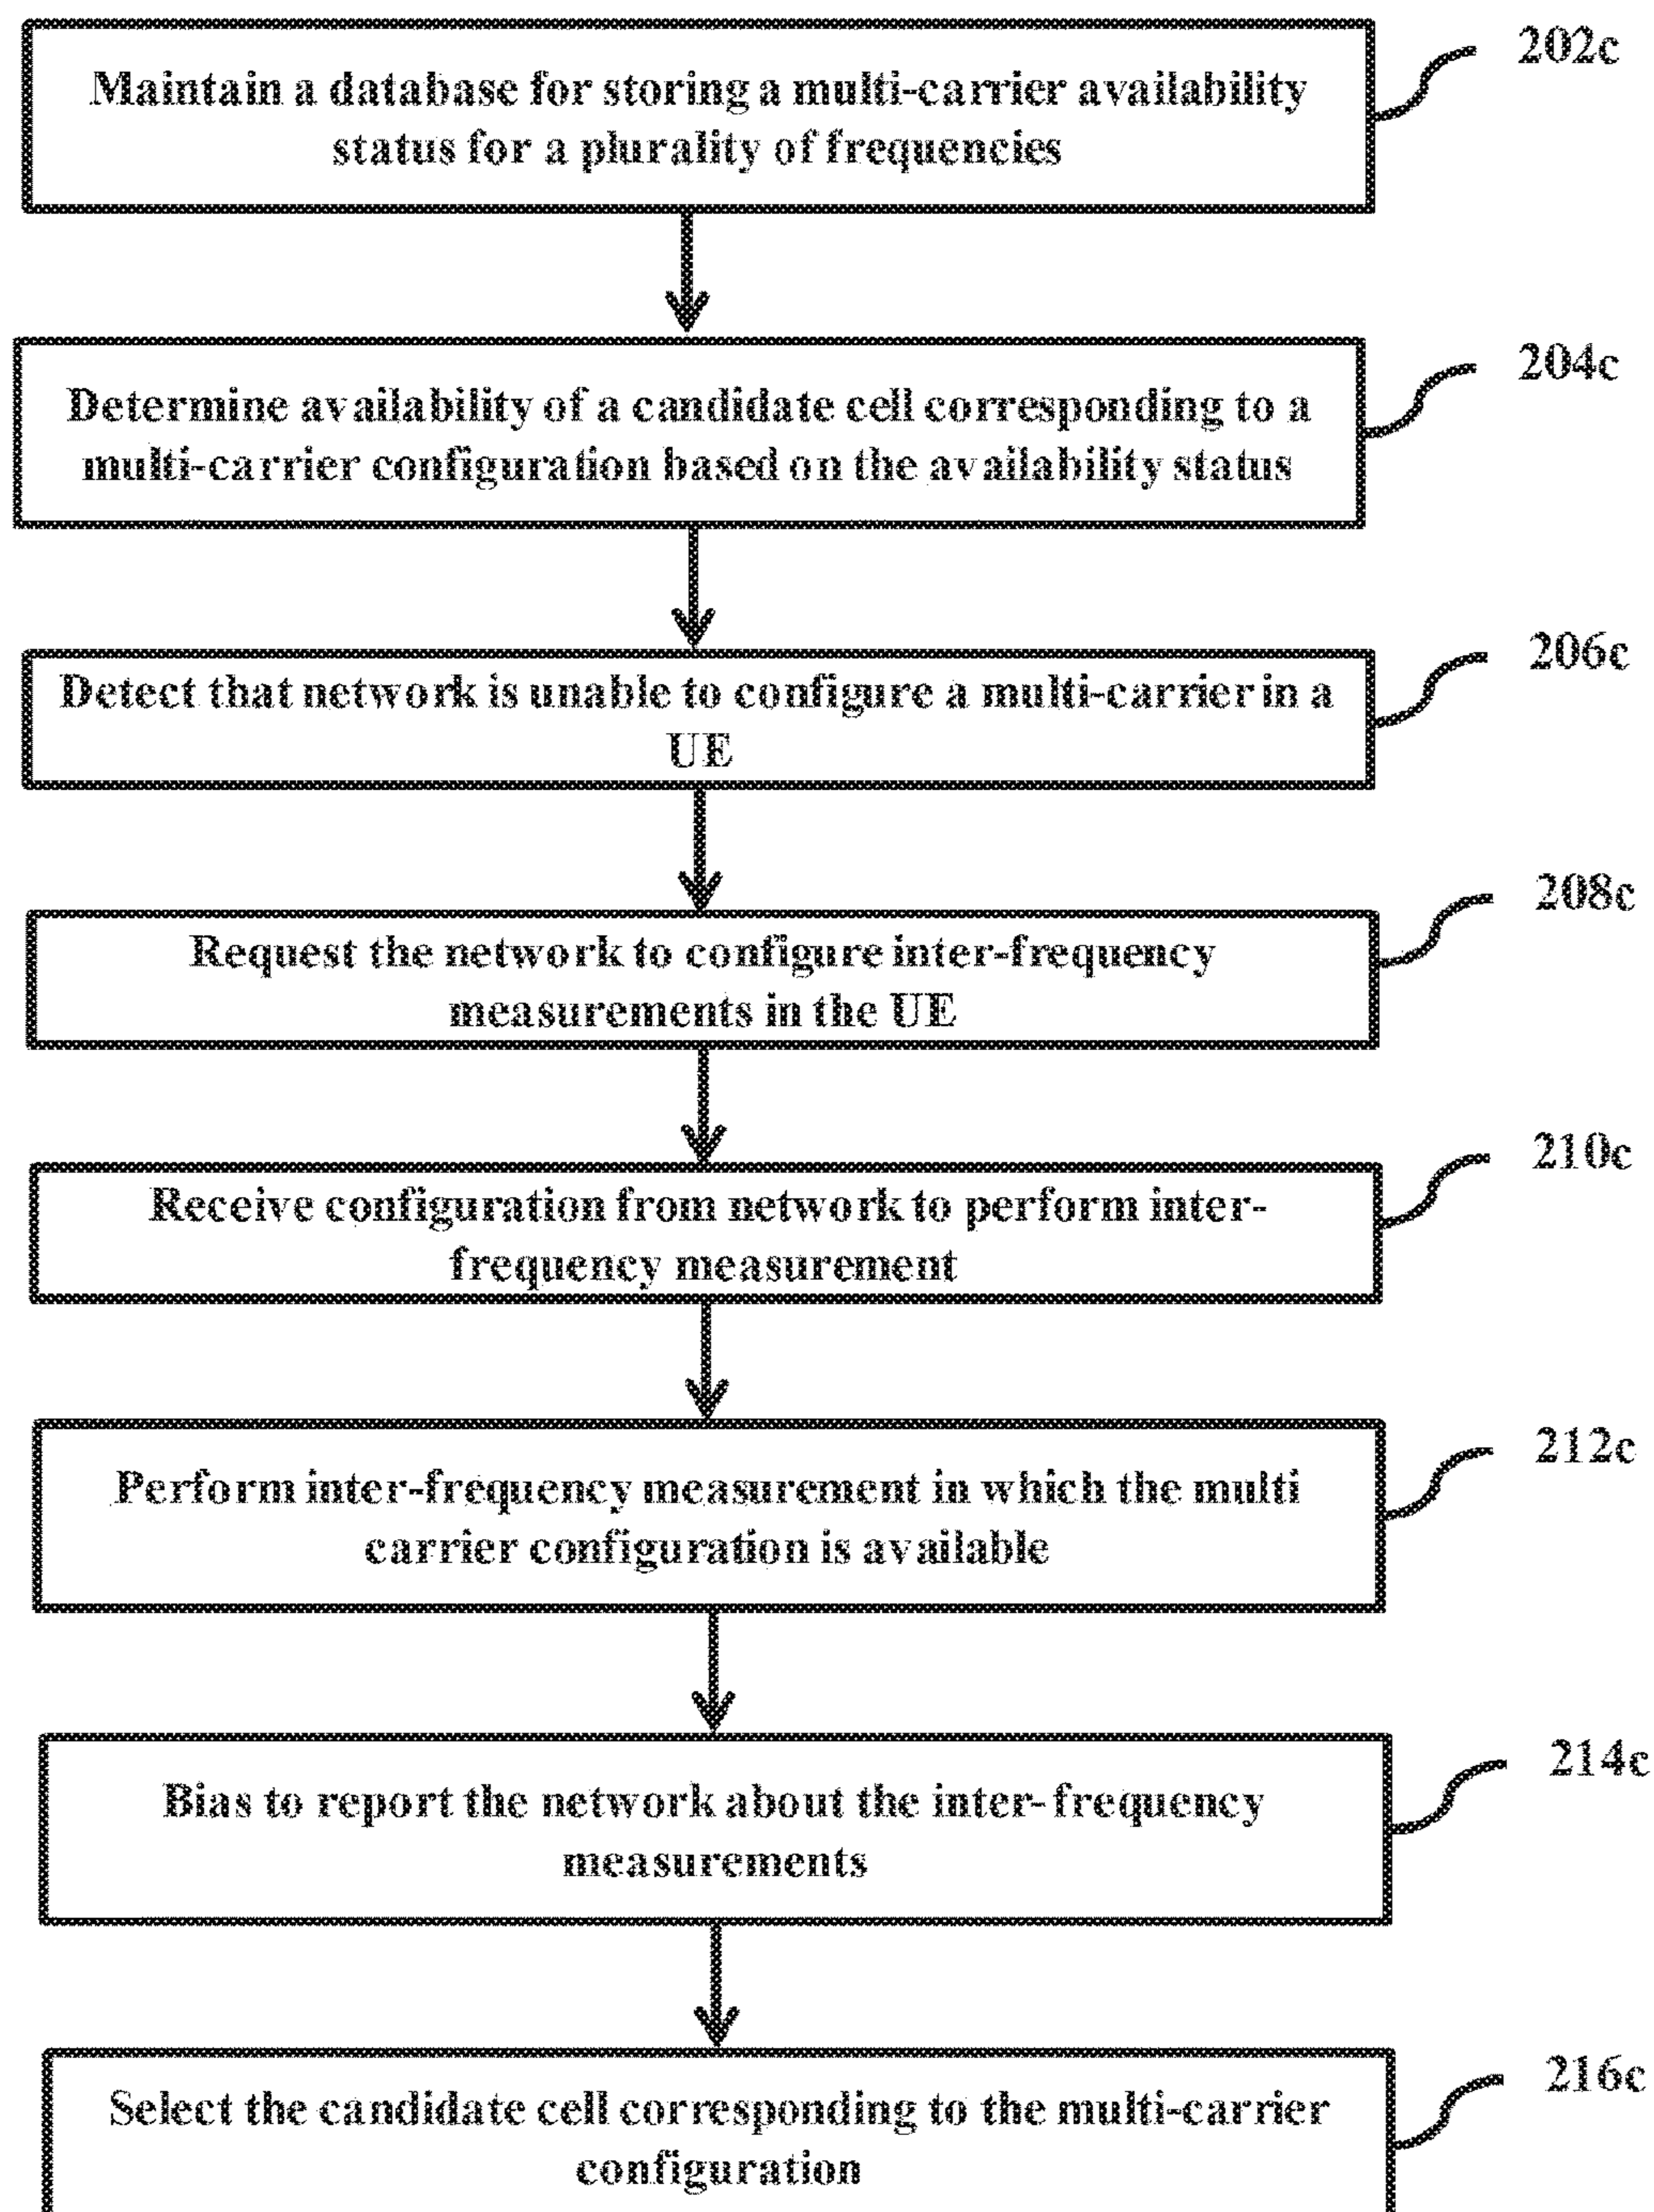 Maintain a database for storing a multi-carrier availability
status for a plurality of frequencies
202c
Determine availability of a candidate cell corresponding to a
multi-carrier configuration based on the availability status
204c
Detect that network is unable to configure a multi-carrier in a
UE
206c
Request the network to configure inter-frequency
measurements in the UE
208c
Receive configuration from network to perform inter-
frequency measurement
210c
Perform inter-frequency measurement in which the multi
carrier configuration is available
212c
Bias to report the network about the inter-frequency
measurements
214c
Select the candidate cell corresponding to the multi-carrier
configuration
216c